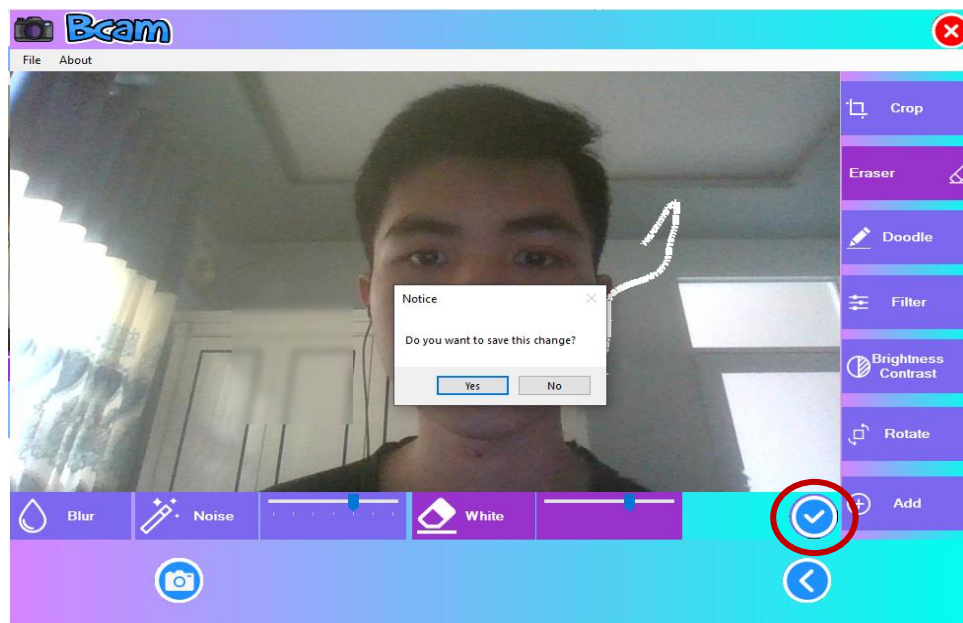 Bcam
File About
Crop
Eraser
Doodle
Filter
Brightness
Contrast
Rotate
Add
Notice
Do you want to save this change?
Yes No
Blur Noise White